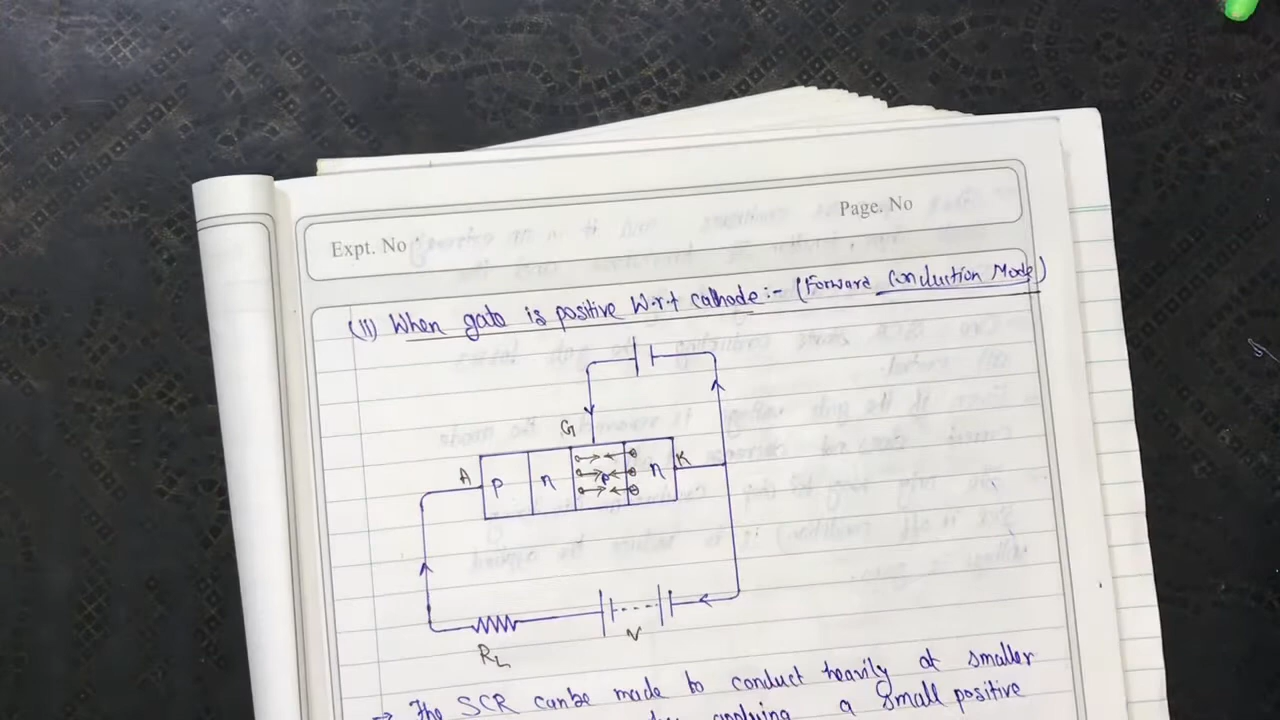 Page. No
Expt. No
(ii) When gate is positive W.r.t cathode:- (Forward Conduction Mode)
G
A P n P n K
RL V
→ The SCR can be made to conduct heavily at smaller
applying a small positive